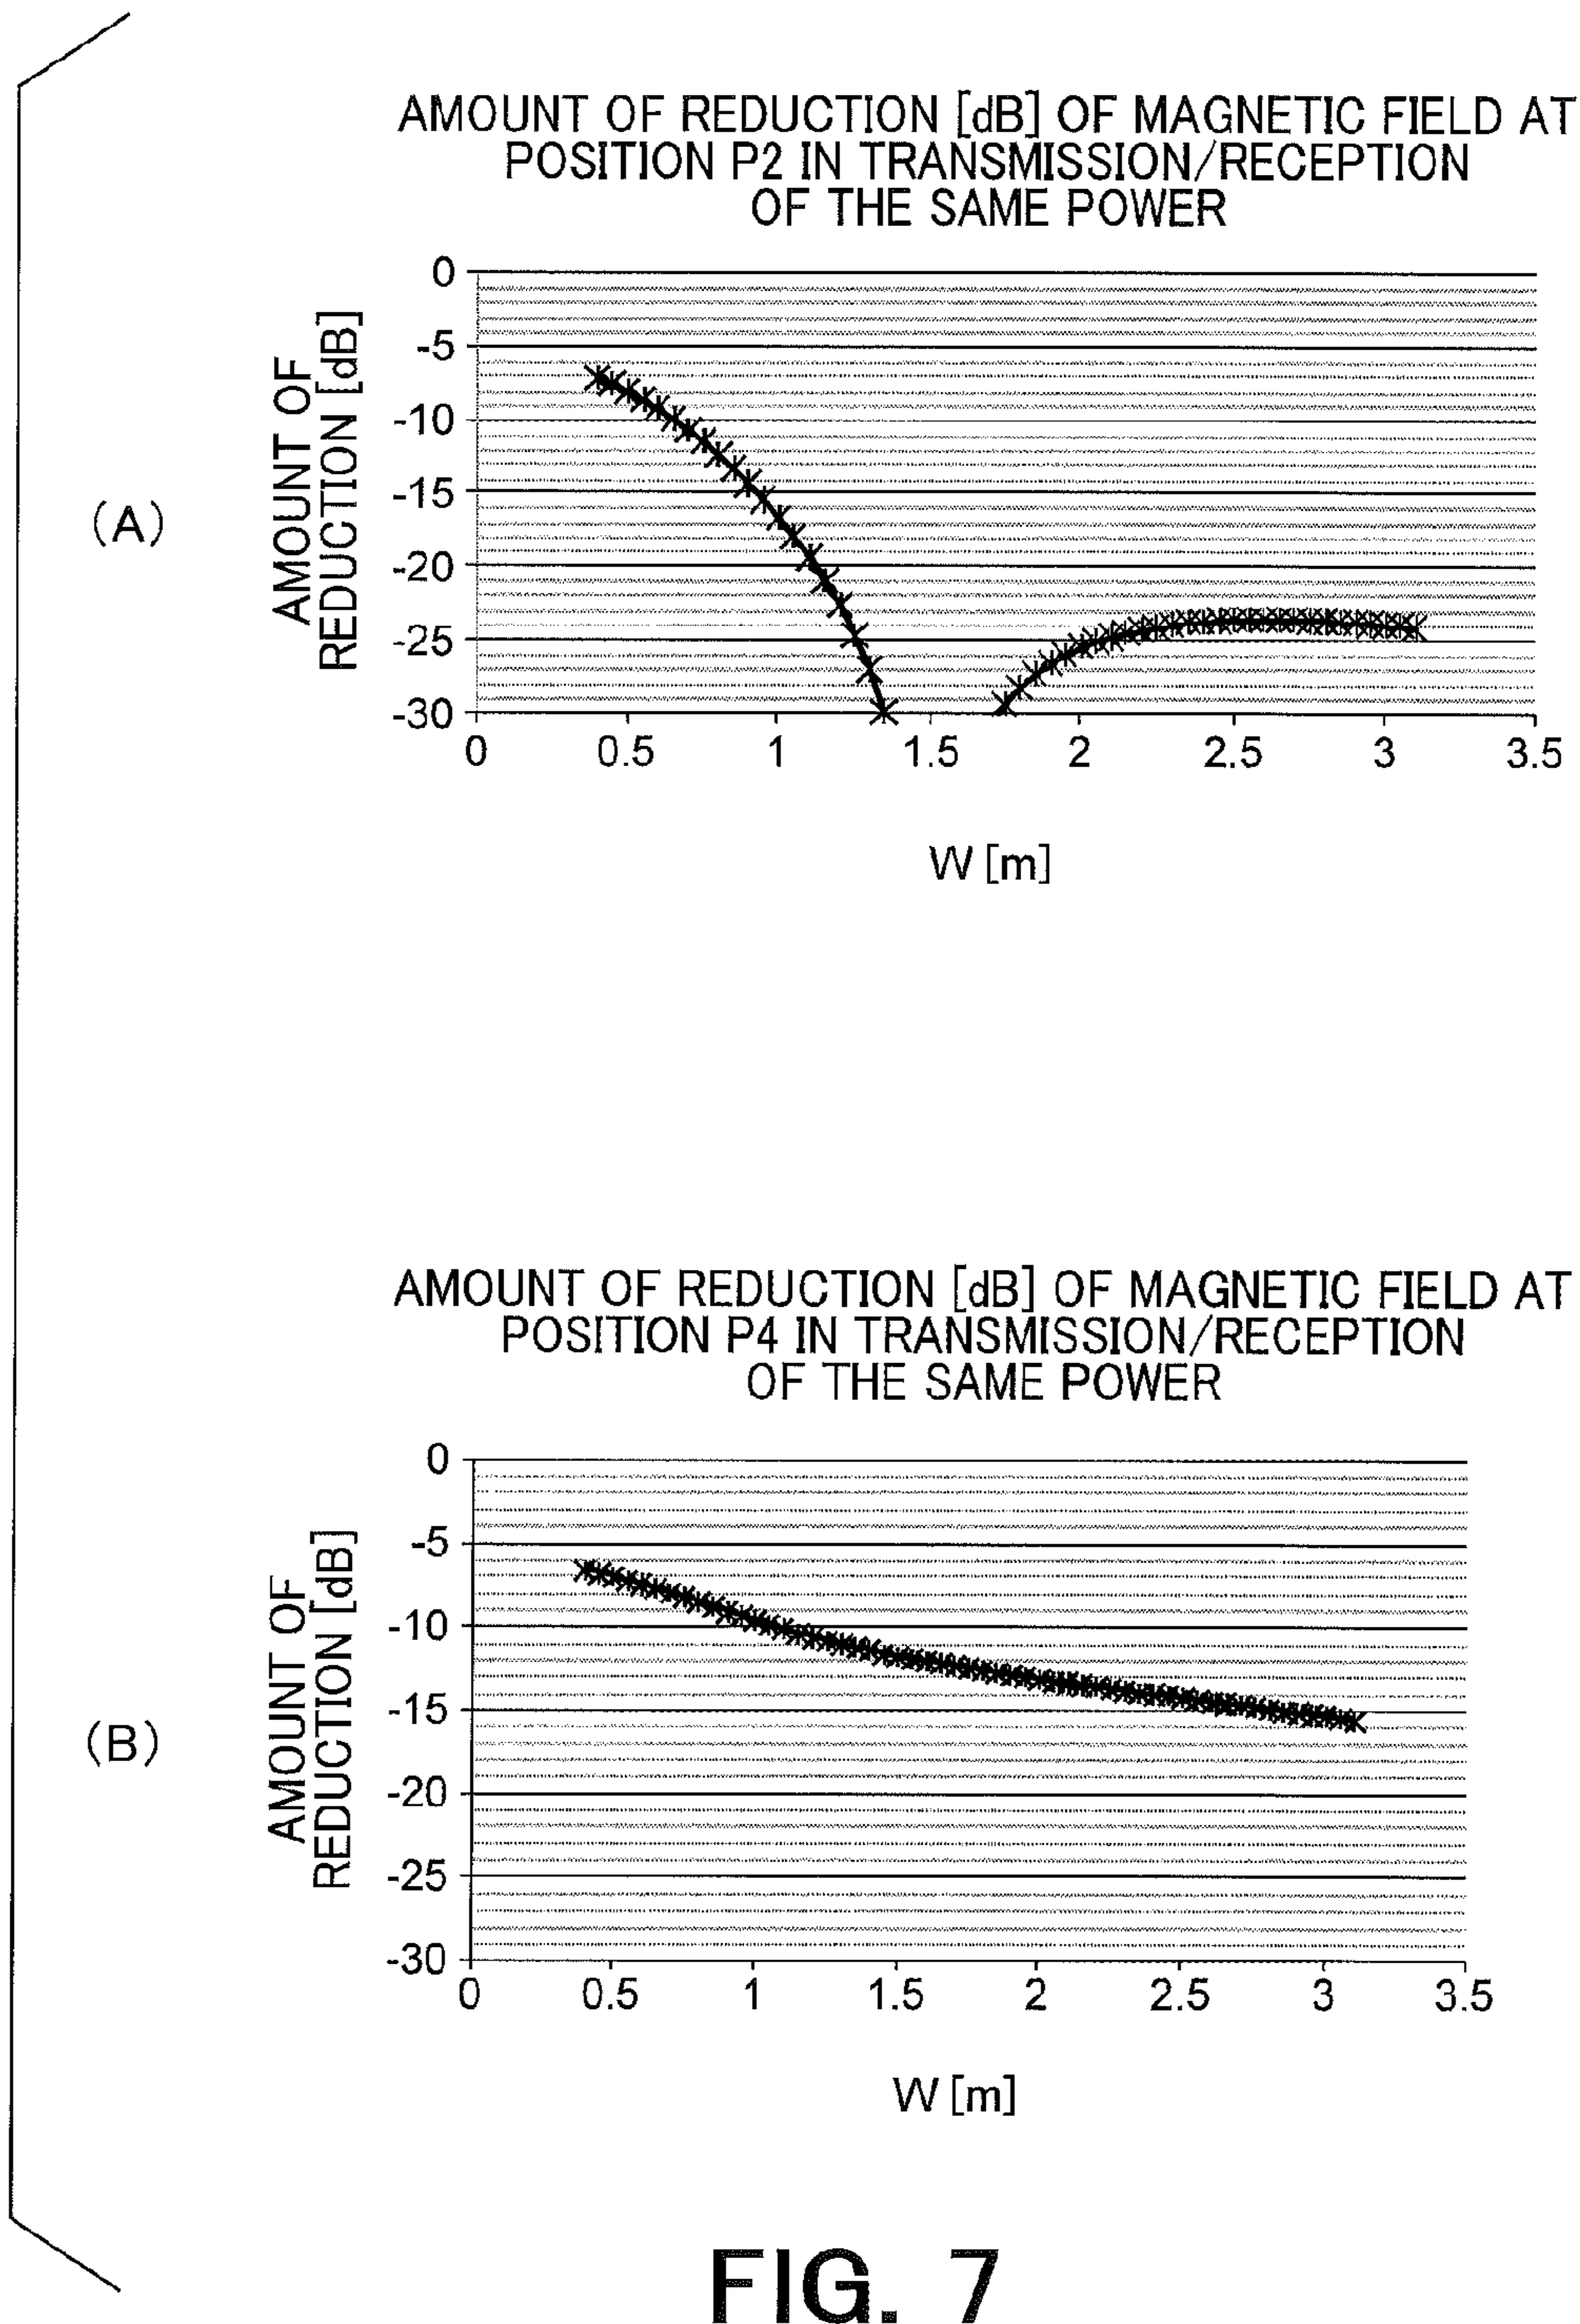 AMOUNT OF REDUCTION [dB] OF MAGNETIC FIELD AT
POSITION P2 IN TRANSMISSION/RECEPTION
OF THE SAME POWER
(A)
AMOUNT OF
REDUCTION [dB]
0
-5
-10
-15
-20
-25
-30
0 0.5 1 1.5 2 2.5 3 3.5
W [m]
AMOUNT OF REDUCTION [dB] OF MAGNETIC FIELD AT
POSITION P4 IN TRANSMISSION/RECEPTION
OF THE SAME POWER
(B)
AMOUNT OF
REDUCTION [dB]
0
-5
-10
-15
-20
-25
-30
0 0.5 1 1.5 2 2.5 3 3.5
W [m]
FIG. 7